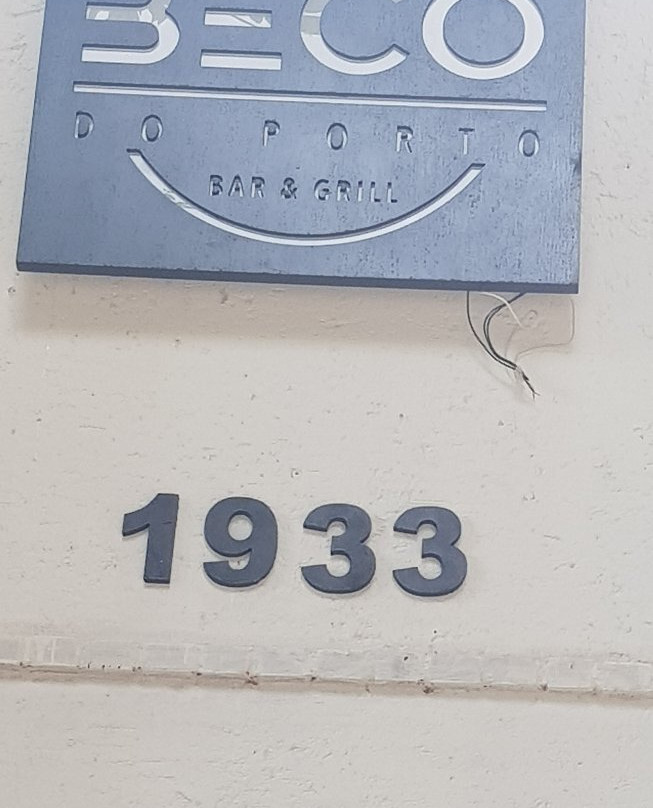 BECO
DO PORTO
BAR & GRILL
1933